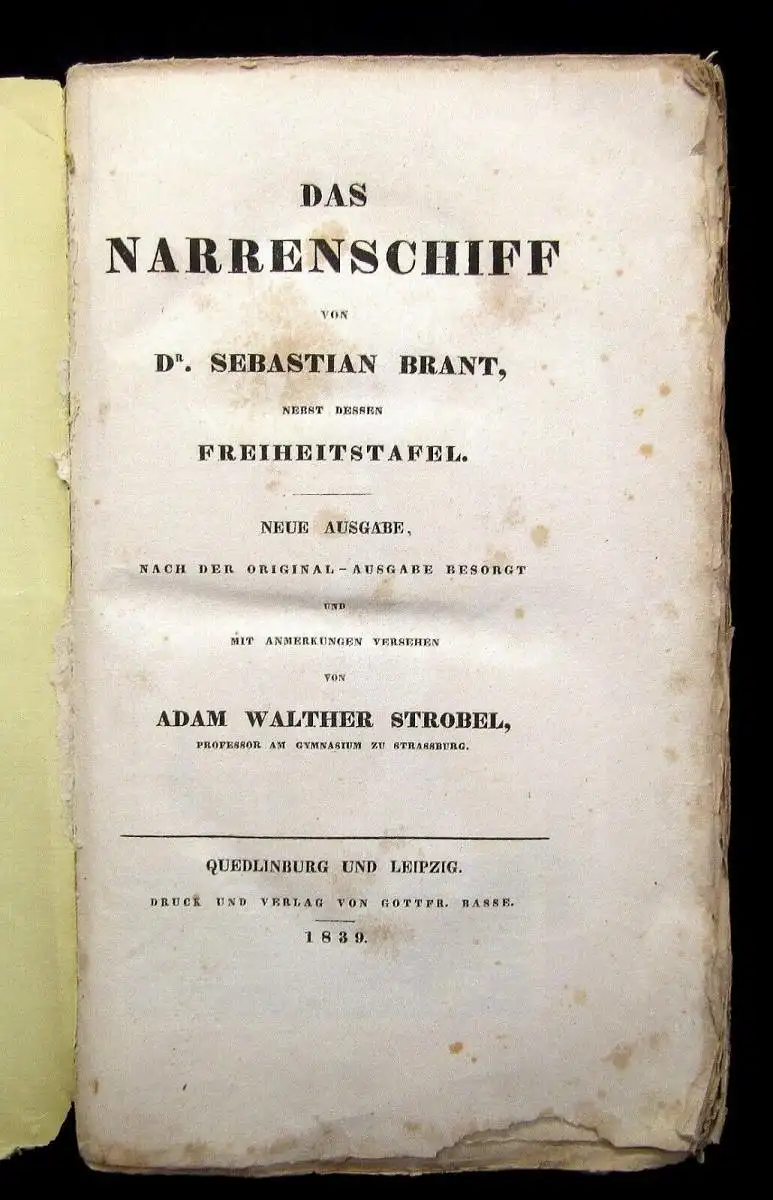 DAS
NARRENSCHIFF
VON
DR. SEBASTIAN BRANT,
NEBST DESSEN
FREIHEITSTAFEL.
NEUE AUSGABE,
NACH DER ORIGINAL-AUSGABE BESORGT
UND
MIT ANMERKUNGEN VERSEHEN
VON
ADAM WALTHER STROBEL,
PROFESSOR AM GYMNASIUM ZU STRASSBURG.
QUEDLINBURG UND LEIPZIG.
DRUCK UND VERLAG VON GOTTFR. BASSE.
1839.